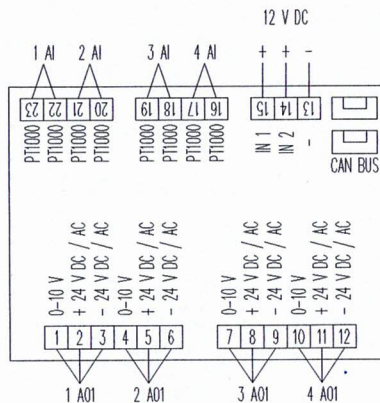 12 V DC
1 AI 2 AI 3 AI 4 AI + + -
23 22 21 20 19 18 17 16 15 14 13
PT1000 PT1000 PT1000 PT1000 PT1000 PT1000 PT1000 PT1000 IN 1 IN 2 -
CAN BUS
0-10 V + 24 V DC / AC - 24 V DC / AC 0-10 V + 24 V DC / AC - 24 V DC / AC 0-10 V + 24 V DC / AC - 24 V DC / AC 0-10 V + 24 V DC / AC - 24 V DC / AC
1 2 3 4 5 6 7 8 9 10 11 12
1 A01 2 A01 3 A01 4 A01